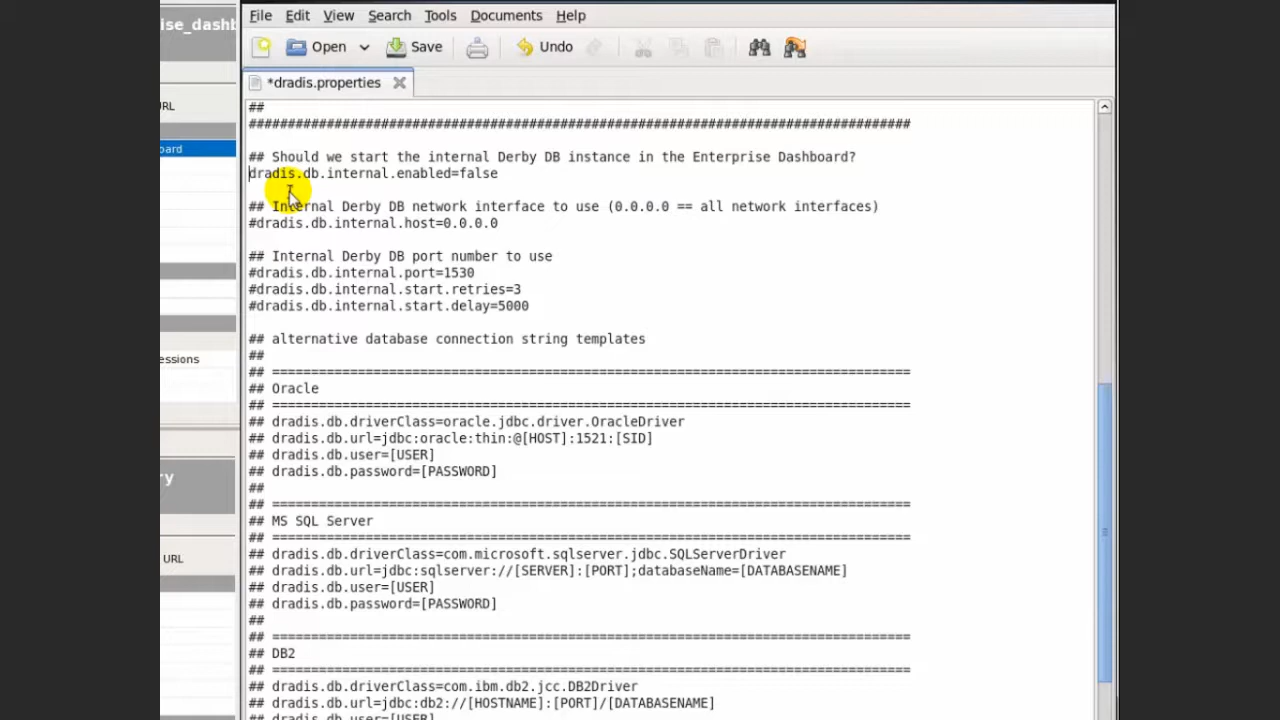 File Edit View Search Tools Documents Help
ise_dashb
Open Save Undo
*dradis.properties
RL
oard
##
#####################################################################################
## Should we start the internal Derby DB instance in the Enterprise Dashboard?
dradis.db.internal.enabled=false
## Internal Derby DB network interface to use (0.0.0.0 == all network interfaces)
#dradis.db.internal.host=0.0.0.0
## Internal Derby DB port number to use
#dradis.db.internal.port=1530
#dradis.db.internal.start.retries=3
#dradis.db.internal.start.delay=5000
## alternative database connection string templates
essions
##
## ==================================================================================
## Oracle
## ==================================================================================
## dradis.db.driverClass=oracle.jdbc.driver.OracleDriver
## dradis.db.url=jdbc:oracle:thin:@[HOST]:1521:[SID]
## dradis.db.user=[USER]
## dradis.db.password=[PASSWORD]
ry
##
## ==================================================================================
## MS SQL Server
## ==================================================================================
## dradis.db.driverClass=com.microsoft.sqlserver.jdbc.SQLServerDriver
URL
## dradis.db.url=jdbc:sqlserver://[SERVER]:[PORT];databaseName=[DATABASENAME]
## dradis.db.user=[USER]
## dradis.db.password=[PASSWORD]
##
## ==================================================================================
## DB2
## ==================================================================================
## dradis.db.driverClass=com.ibm.db2.jcc.DB2Driver
## dradis.db.url=jdbc:db2://[HOSTNAME]:[PORT]/[DATABASENAME]
## dradis.db.user=[USER]